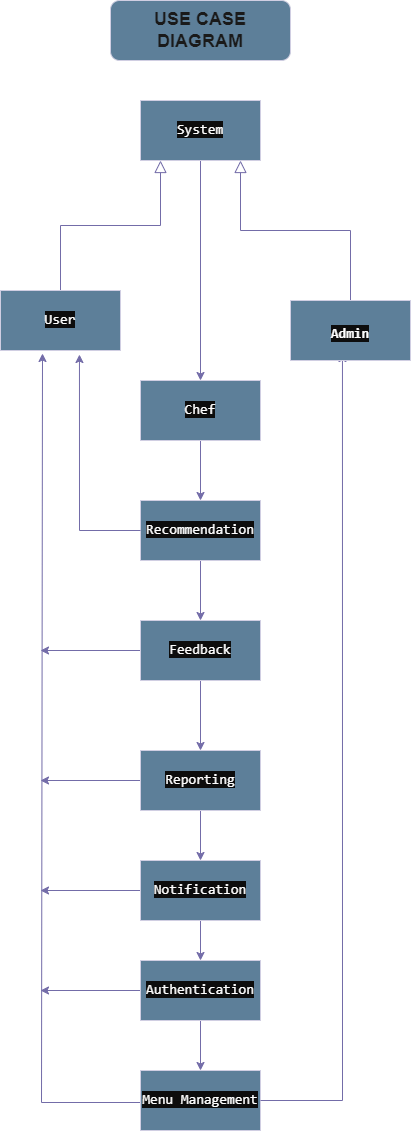 USE CASE
DIAGRAM
System
User
Admin
Chef
Recommendation
Feedback
Reporting
Notification
Authentication
Menu Management